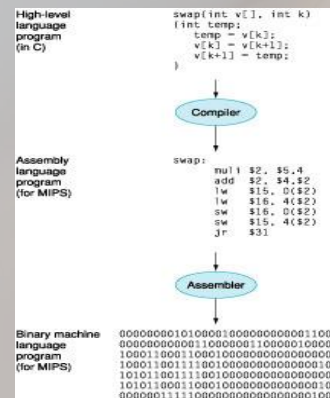 High-level
language
program
(in C)
swap(int v[], int k)
{int temp;
temp = v[k];
v[k] = v[k+1];
v[k+1] = temp;
}
Compiler
Assembly
language
program
(for MIPS)
swap:
muli $2, $5,4
add $2, $4,$2
lw $15, 0($2)
lw $16, 4($2)
sw $16, 0($2)
sw $15, 4($2)
jr $31
Assembler
Binary machine
language
program
(for MIPS)